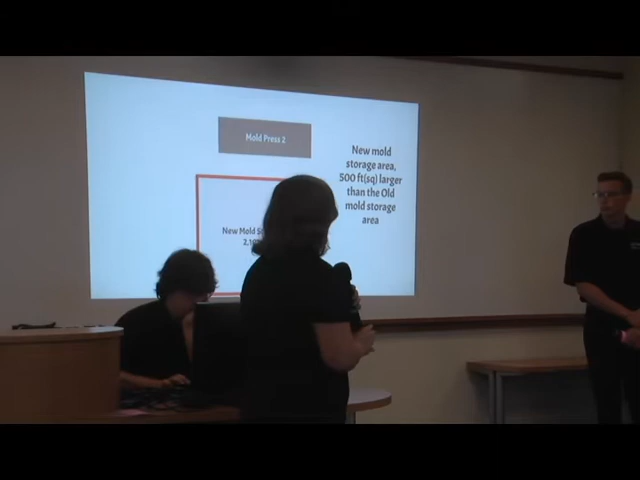 Mold Press 2
New mold
storage area,
500 ft(sq) larger
than the Old
mold storage
area
New Mold